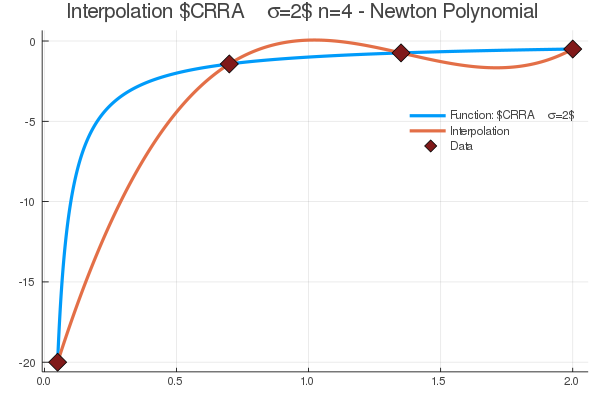 Interpolation $CRRA    σ=2$ n=4 - Newton Polynomial
0
-5
-10
-15
-20
Function: $CRRA    σ=2$
Interpolation
Data
0.0 0.5 1.0 1.5 2.0